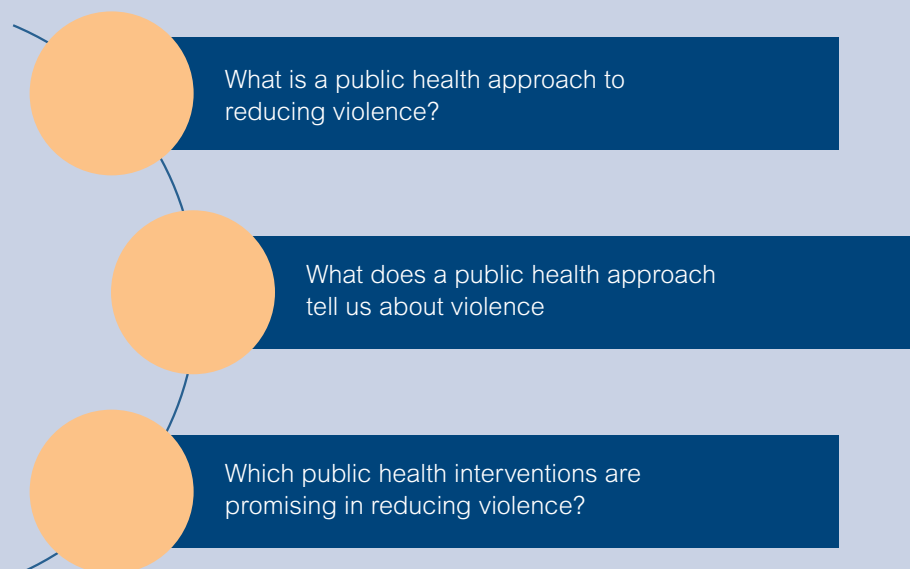 What is a public health approach to
reducing violence?
What does a public health approach
tell us about violence
Which public health interventions are
promising in reducing violence?